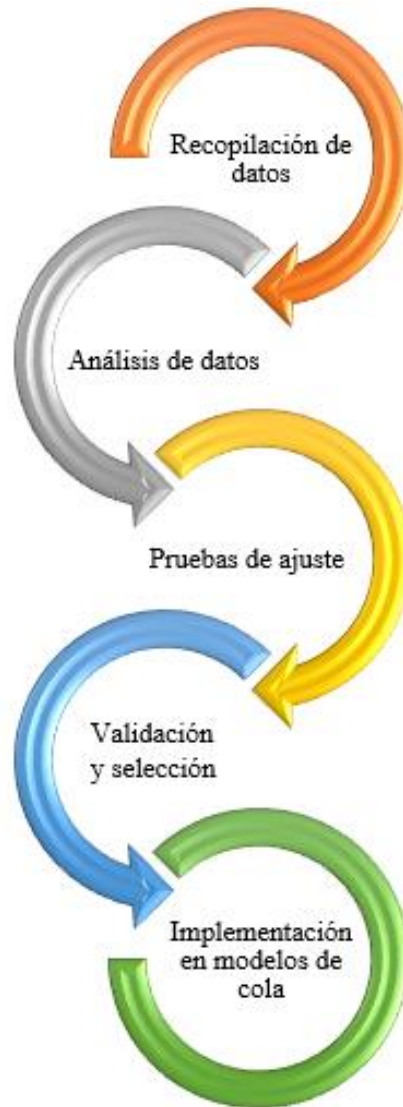 Recopilación de
datos
Análisis de datos
Pruebas de ajuste
Validación
y selección
Implementación
en modelos de
cola